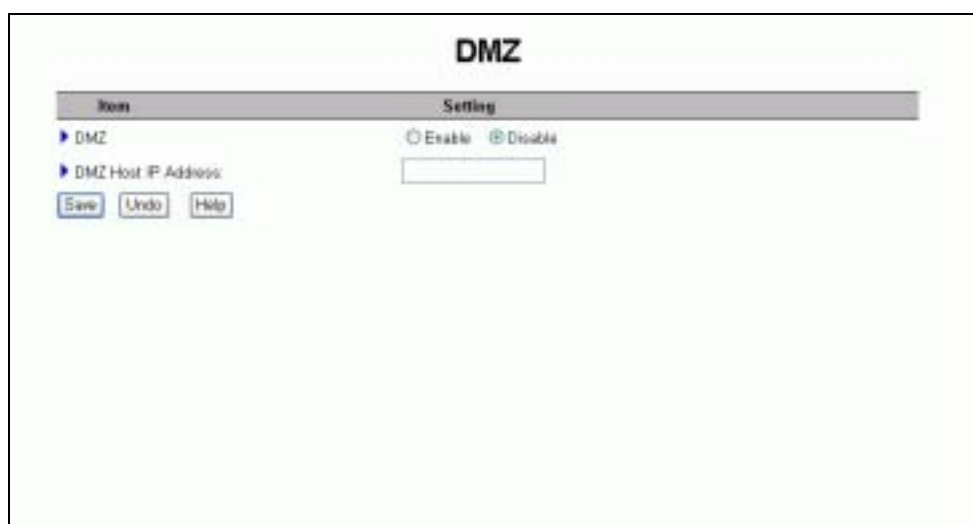 DMZ
Item Setting
DMZ Enable Disable
DMZ Host IP Address:
Save Undo Help